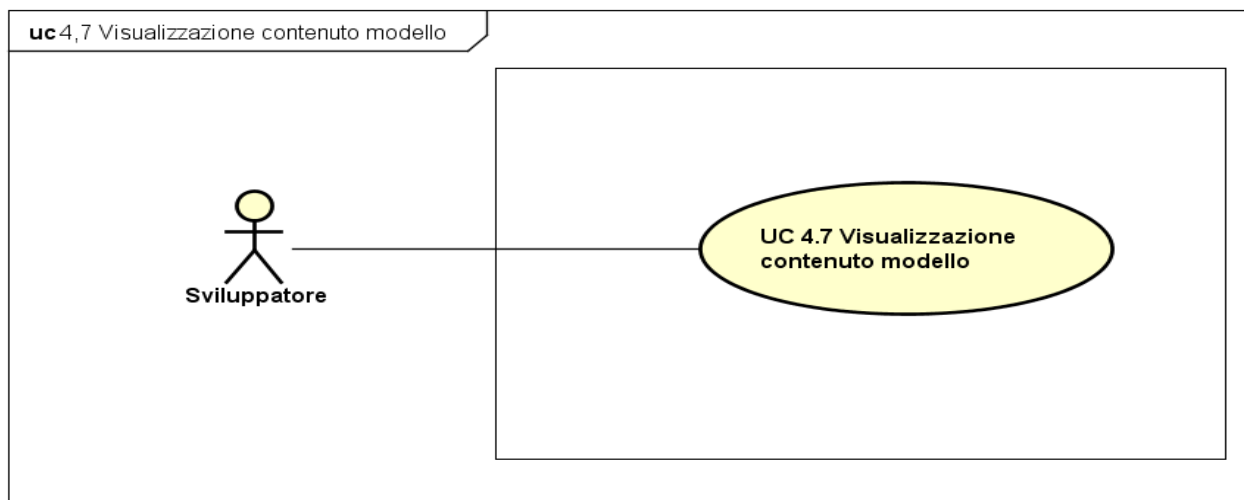 uc 4,7 Visualizzazione contenuto modello
UC 4.7 Visualizzazione
contenuto modello
Sviluppatore